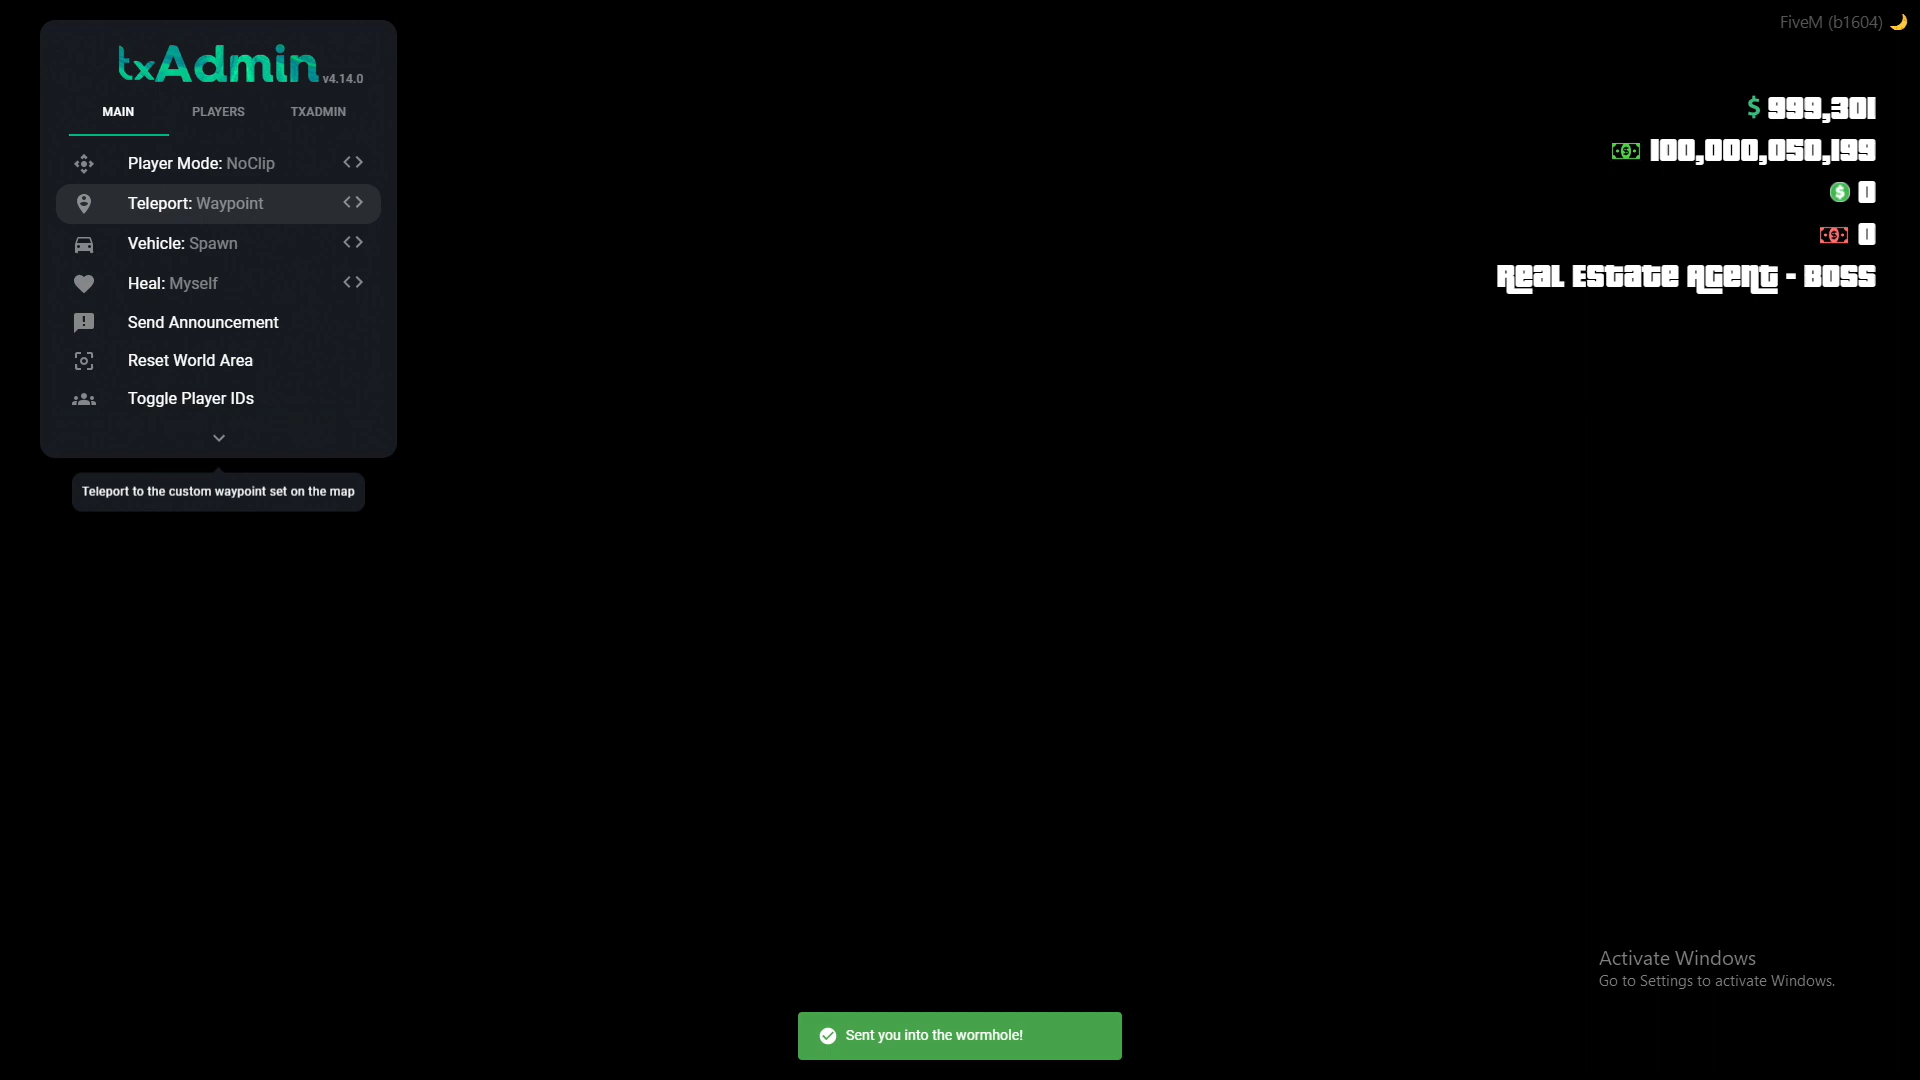 FiveM (b1604)
txAdmin v4.14.0
MAIN PLAYERS TXADMIN
Player Mode: NoClip
Teleport: Waypoint
Vehicle: Spawn
Heal: Myself
Send Announcement
Reset World Area
Toggle Player IDs
Teleport to the custom waypoint set on the map
$ 999,301
100,000,050,199
0
0
Real Estate Agent - Boss
Activate Windows
Go to Settings to activate Windows.
Sent you into the wormhole!